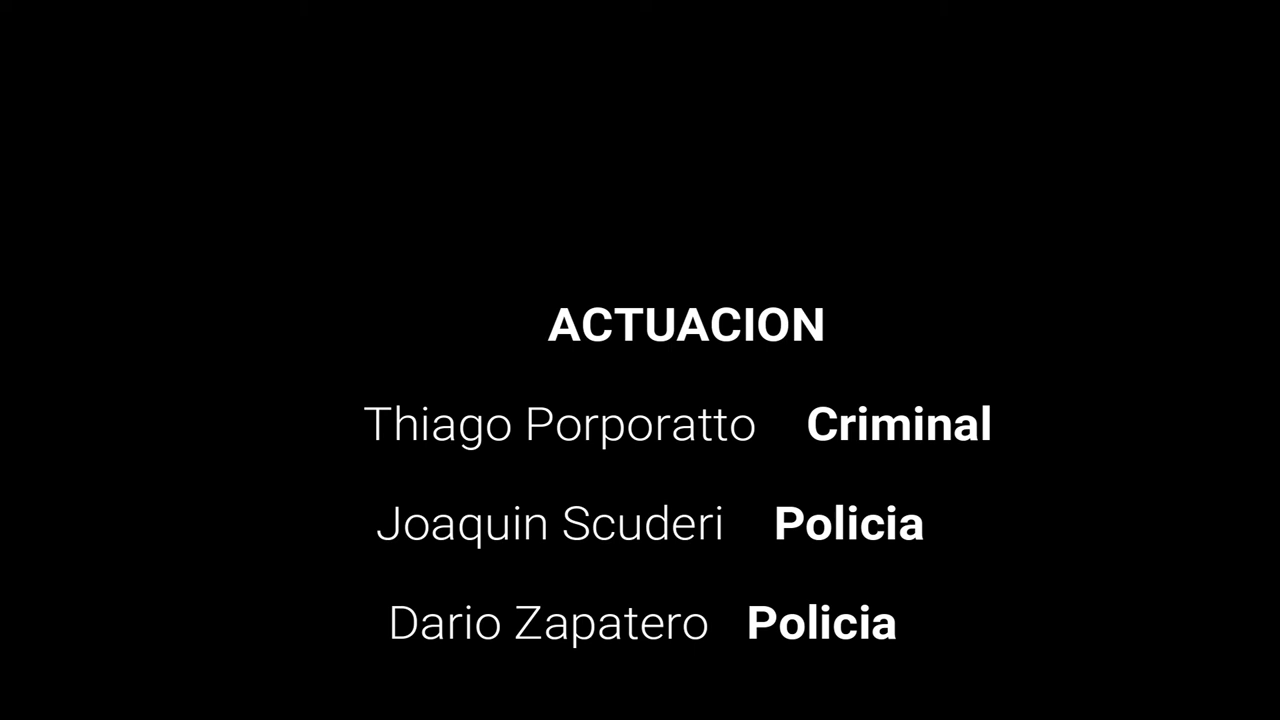 ACTUACION
Thiago Porporatto Criminal
Joaquin Scuderi Policia
Dario Zapatero Policia